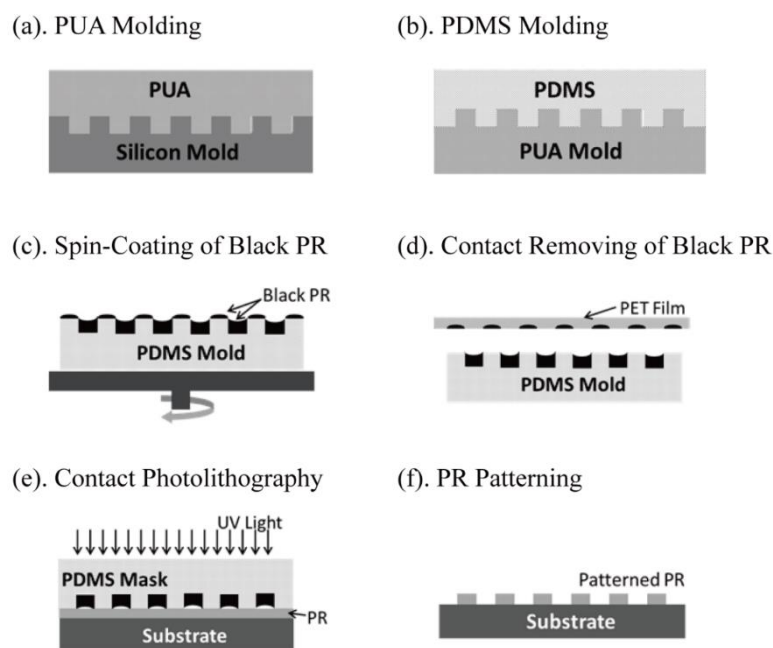 (a). PUA Molding
PUA
Silicon Mold
(b). PDMS Molding
PDMS
PUA Mold
(c). Spin-Coating of Black PR
Black PR
PDMS Mold
(d). Contact Removing of Black PR
PET Film
PDMS Mold
(e). Contact Photolithography
UV Light
PDMS Mask
PR
Substrate
(f). PR Patterning
Patterned PR
Substrate